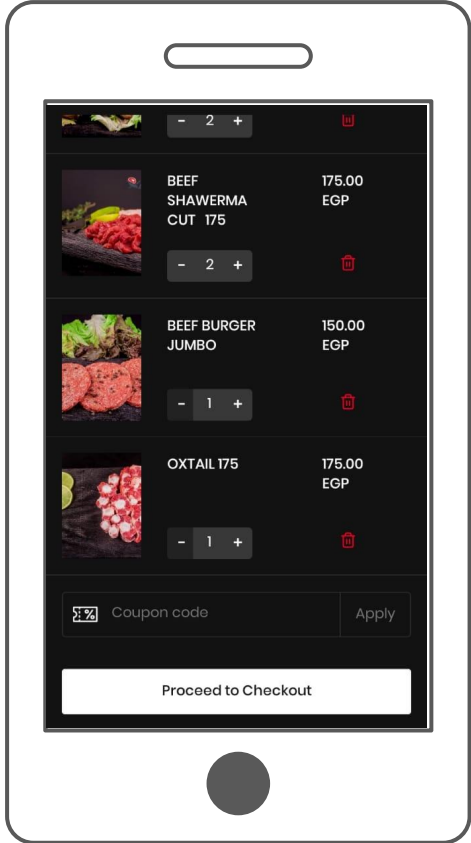 - 2 +
BEEF
SHAWERMA
CUT 175
175.00
EGP
- 2 +
BEEF BURGER
JUMBO
150.00
EGP
- 1 +
OXTAIL 175
175.00
EGP
- 1 +
Coupon code
Apply
Proceed to Checkout